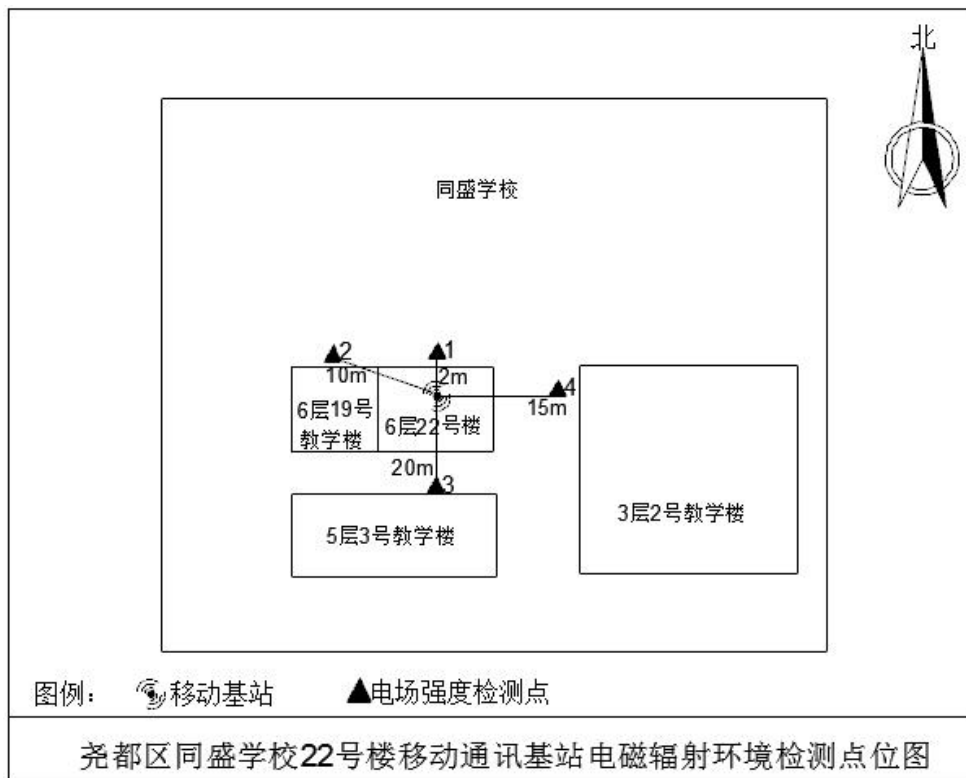 北
同盛学校
2
1
10m
2m
4
15m
6层19号
教学楼
6层22号楼
20m
3
5层3号教学楼
3层2号教学楼
图例：
移动基站
电场强度检测点
尧都区同盛学校22号楼移动通讯基站电磁辐射环境检测点位图